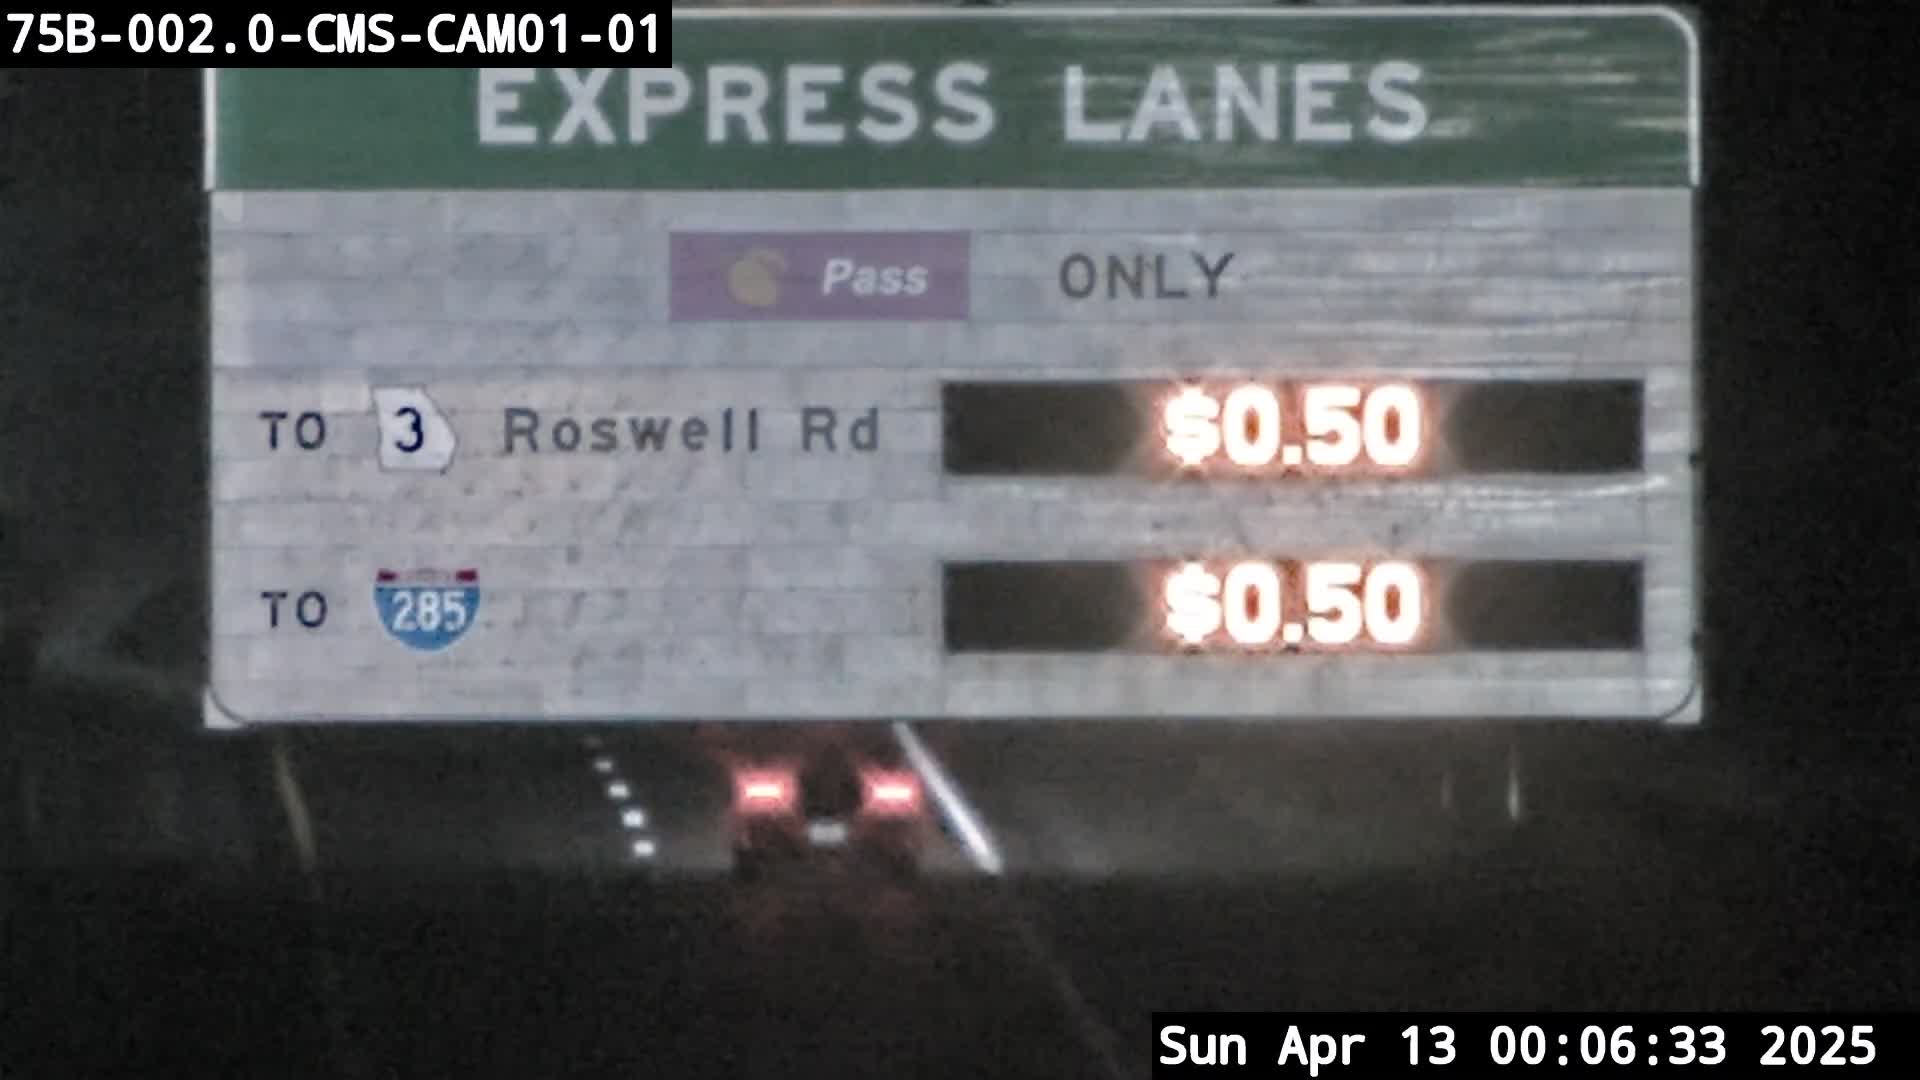 75B-002.0-CMS-CAM01-01
EXPRESS LANES
Pass ONLY
TO 3 Roswell Rd $0.50
TO 285 $0.50
Sun Apr 13 00:06:33 2025